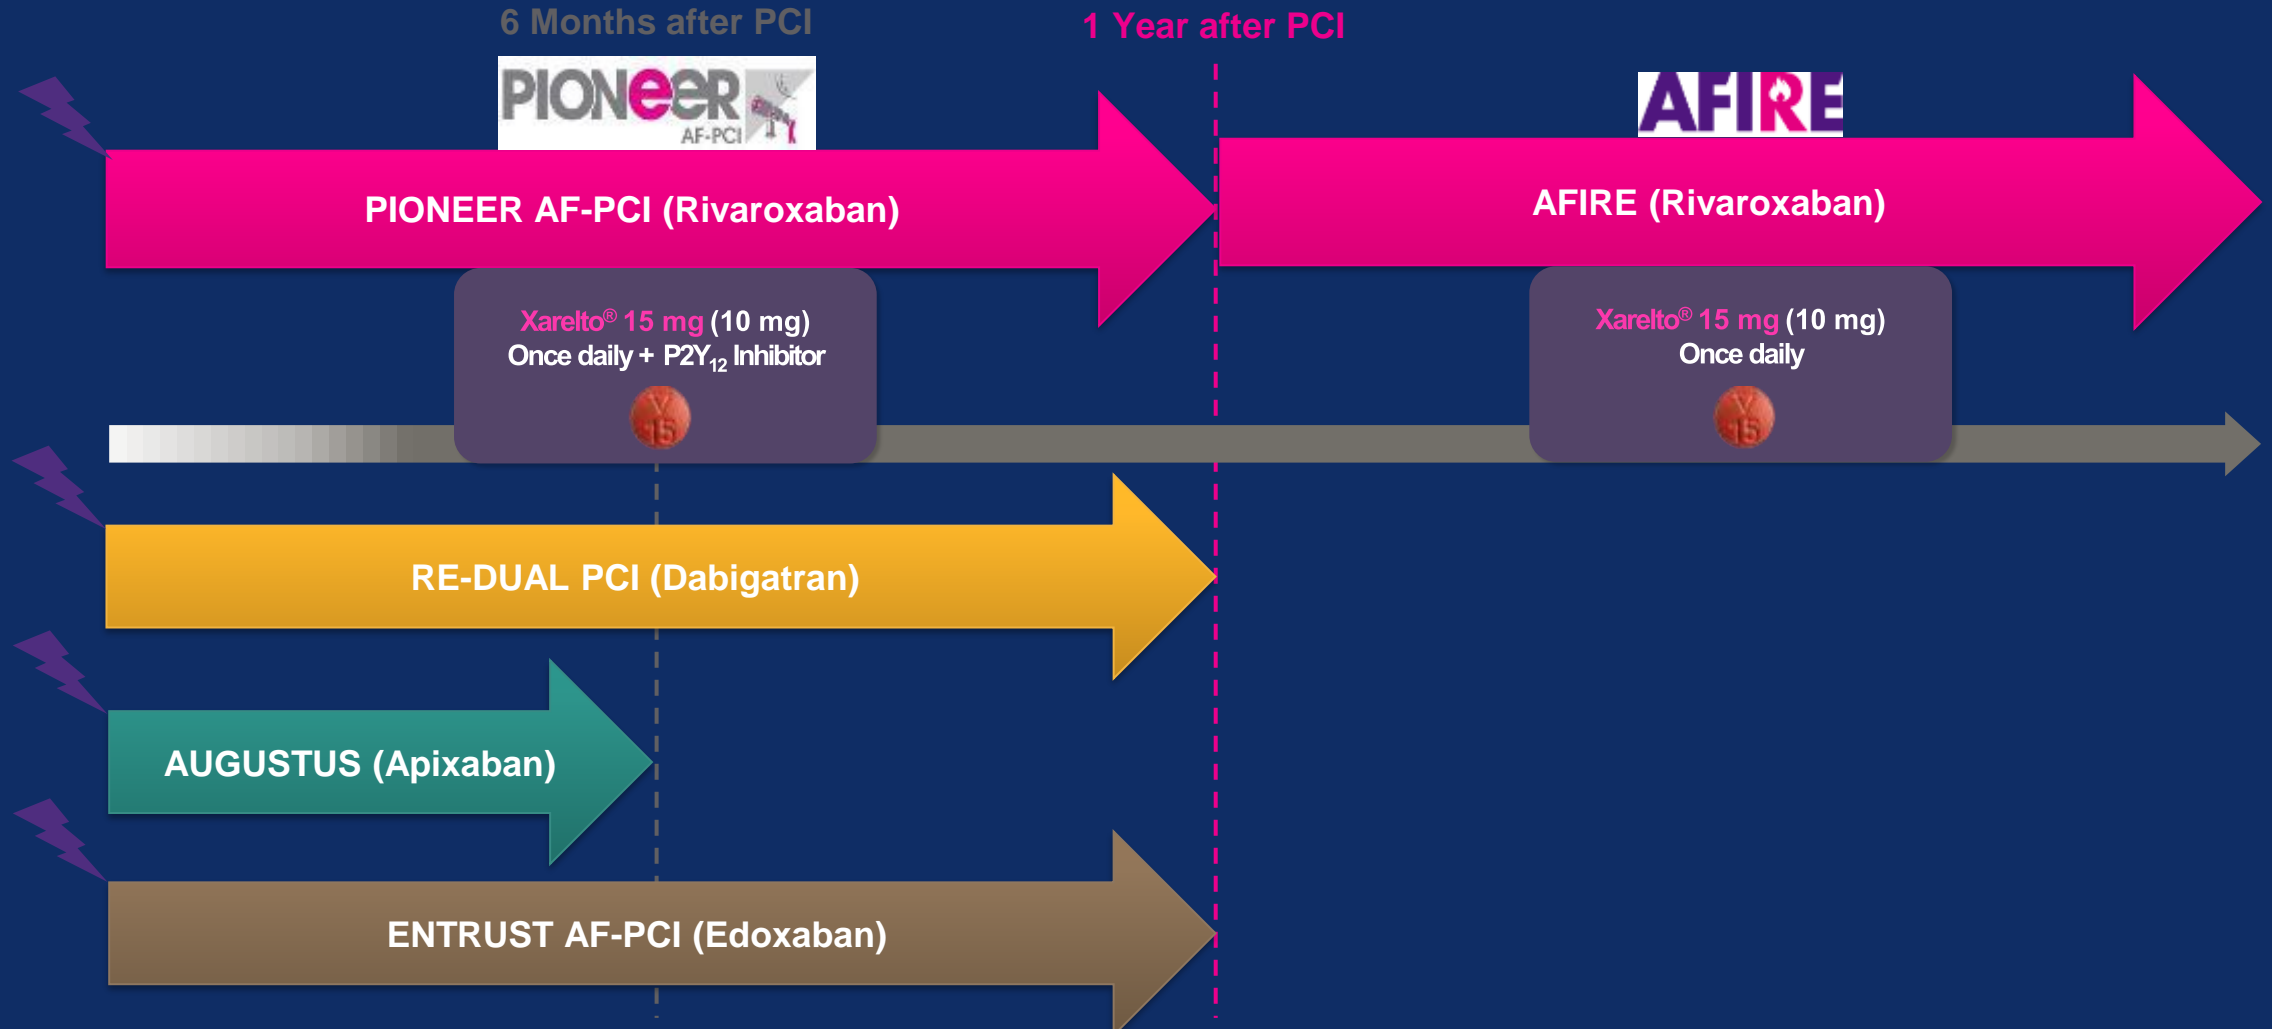 6 Months after PCI
1 Year after PCI
PIONEER
AF-PCI
AFIRE
PIONEER AF-PCI (Rivaroxaban)
AFIRE (Rivaroxaban)
Xarelto® 15 mg (10 mg)
Once daily + P2Y₁₂ Inhibitor
15
Xarelto® 15 mg (10 mg)
Once daily
15
RE-DUAL PCI (Dabigatran)
AUGUSTUS (Apixaban)
ENTRUST AF-PCI (Edoxaban)